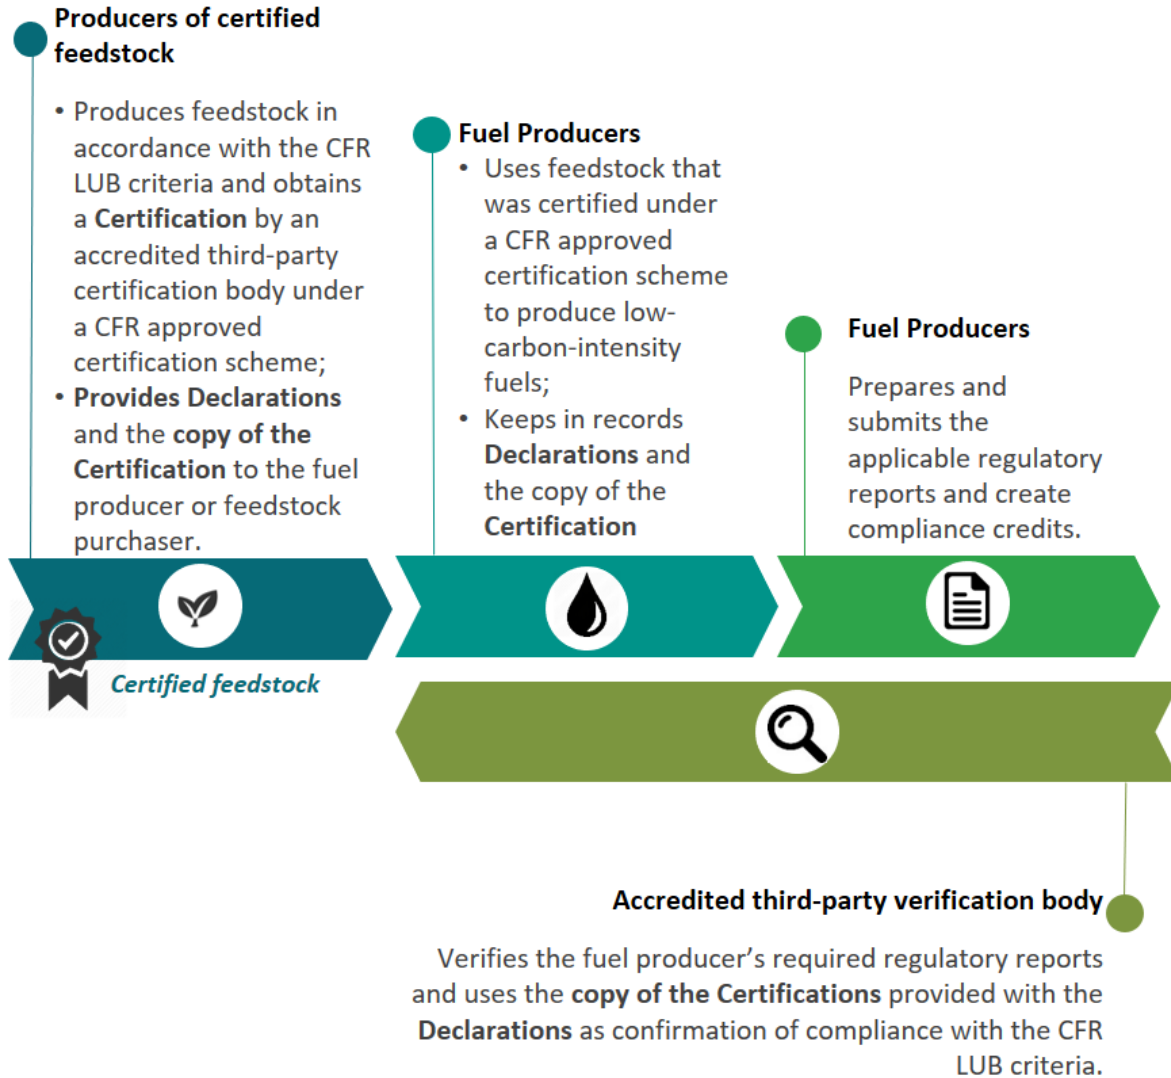 Producers of certified
feedstock
• Produces feedstock in
accordance with the CFR
LUB criteria and obtains
a Certification by an
accredited third-party
certification body under
a CFR approved
certification scheme;
• Provides Declarations
and the copy of the
Certification to the fuel
producer or feedstock
purchaser.
Fuel Producers
• Uses feedstock that
was certified under
a CFR approved
certification scheme
to produce low-
carbon-intensity
fuels;
• Keeps in records
Declarations and
the copy of the
Certification
Fuel Producers
Prepares and
submits the
applicable regulatory
reports and create
compliance credits.
Certified feedstock
Accredited third-party verification body
Verifies the fuel producer’s required regulatory reports
and uses the copy of the Certifications provided with the
Declarations as confirmation of compliance with the CFR
LUB criteria.